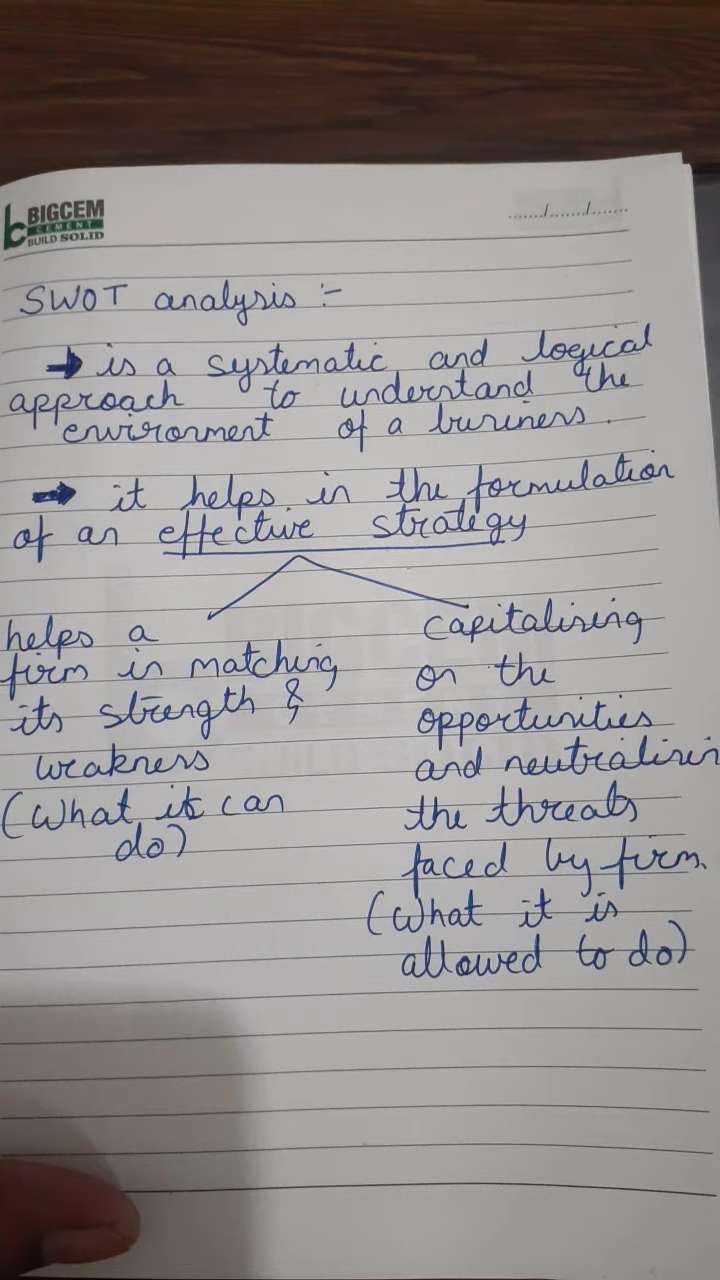 BIGCEM
CEMENT
BUILD SOLID
....../......./.......
SWOT analysis :-
→ is a systematic and logical
approach to understand the
environment of a business.
→ it helps in the formulation
of an effective strategy
helps a
firm in matching
its strength &
weakness
(What it can
do)
capitalising
on the
opportunities
and neutralisin
the threats
faced by firm.
(What it is
allowed to do)